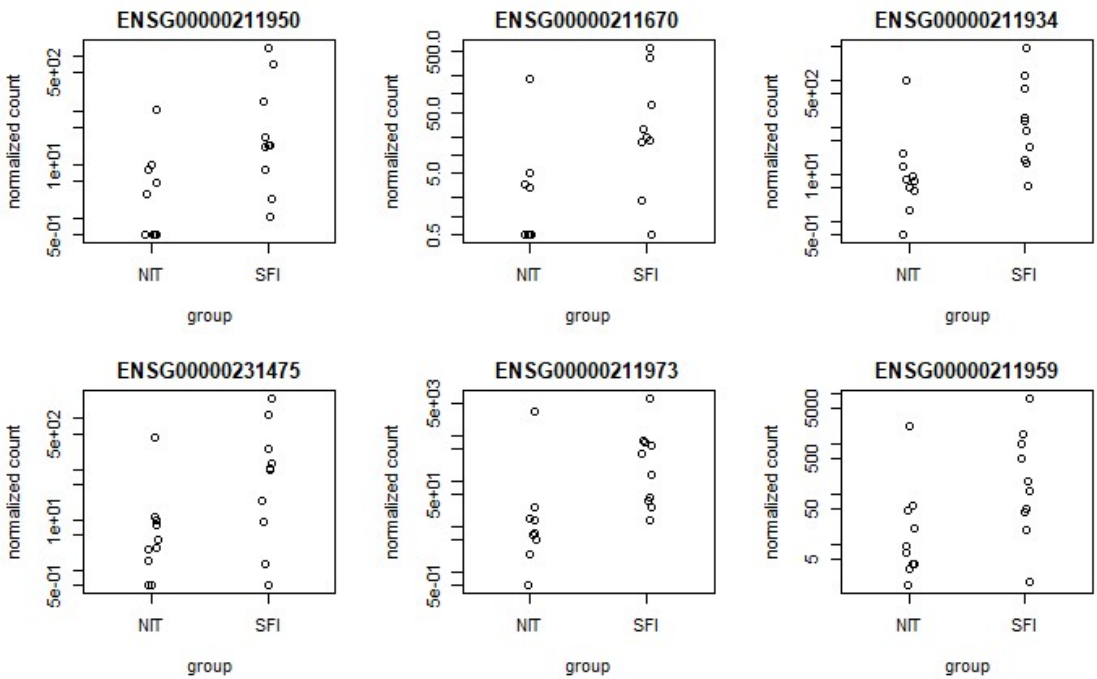 ENSG00000211950
normalized count
5e-01 1e+01 5e+02
NIT SFI
group
ENSG00000211670
normalized count
0.5 5.0 50.0 500.0
NIT SFI
group
ENSG00000211934
normalized count
5e-01 1e+01 5e+02
NIT SFI
group
ENSG00000231475
normalized count
5e-01 1e+01 5e+02
NIT SFI
group
ENSG00000211973
normalized count
5e-01 5e+01 5e+03
NIT SFI
group
ENSG00000211959
normalized count
5 50 500 5000
NIT SFI
group